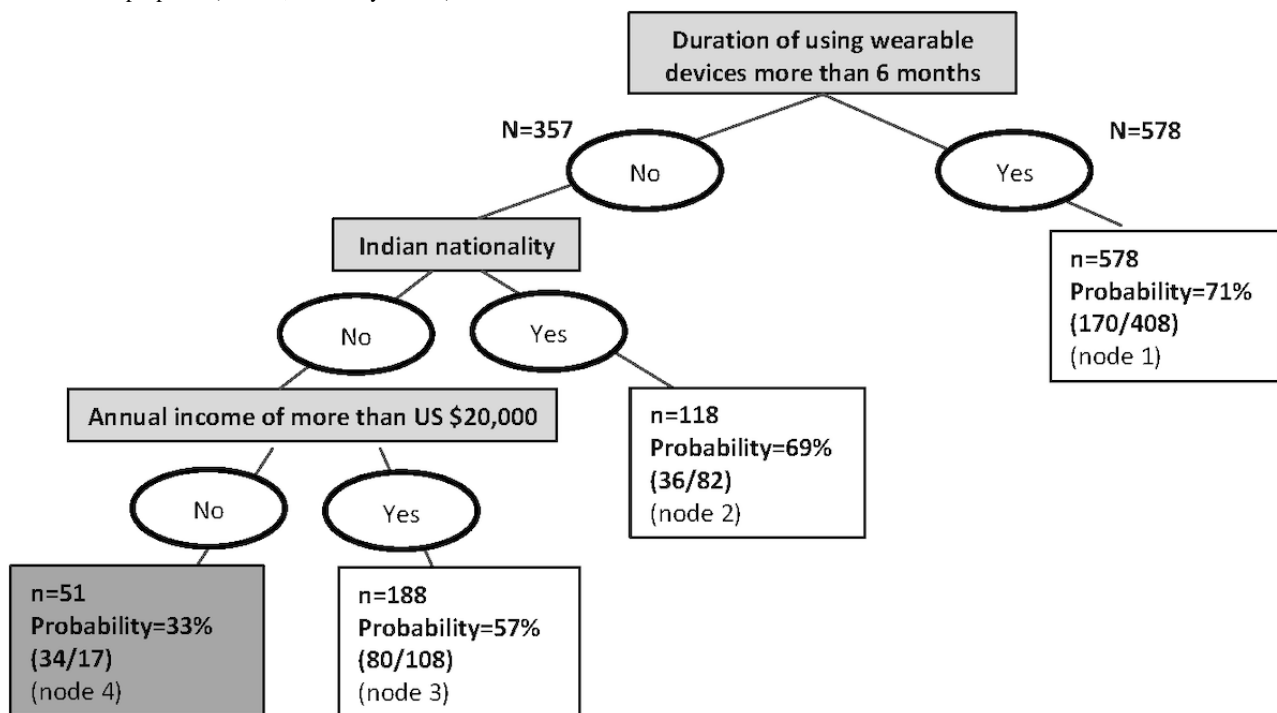 Duration of using wearable
devices more than 6 months
N=357
N=578
No
Yes
Indian nationality
n=578
Probability=71%
(170/408)
(node 1)
No
Yes
Annual income of more than US $20,000
n=118
Probability=69%
(36/82)
(node 2)
No
Yes
n=51
Probability=33%
(34/17)
(node 4)
n=188
Probability=57%
(80/108)
(node 3)